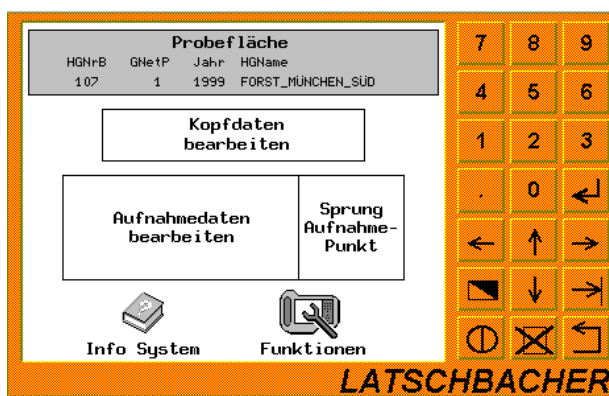 Probefläche
HGNrB GNetP Jahr HGName
107 1 1999 FORST_MÜNCHEN_SÜD
Kopfdaten
bearbeiten
Aufnahmedaten
bearbeiten
Sprung
Aufnahme-
Punkt
Info System
Funktionen
7 8 9
4 5 6
1 2 3
. 0
LATSCHBACHER